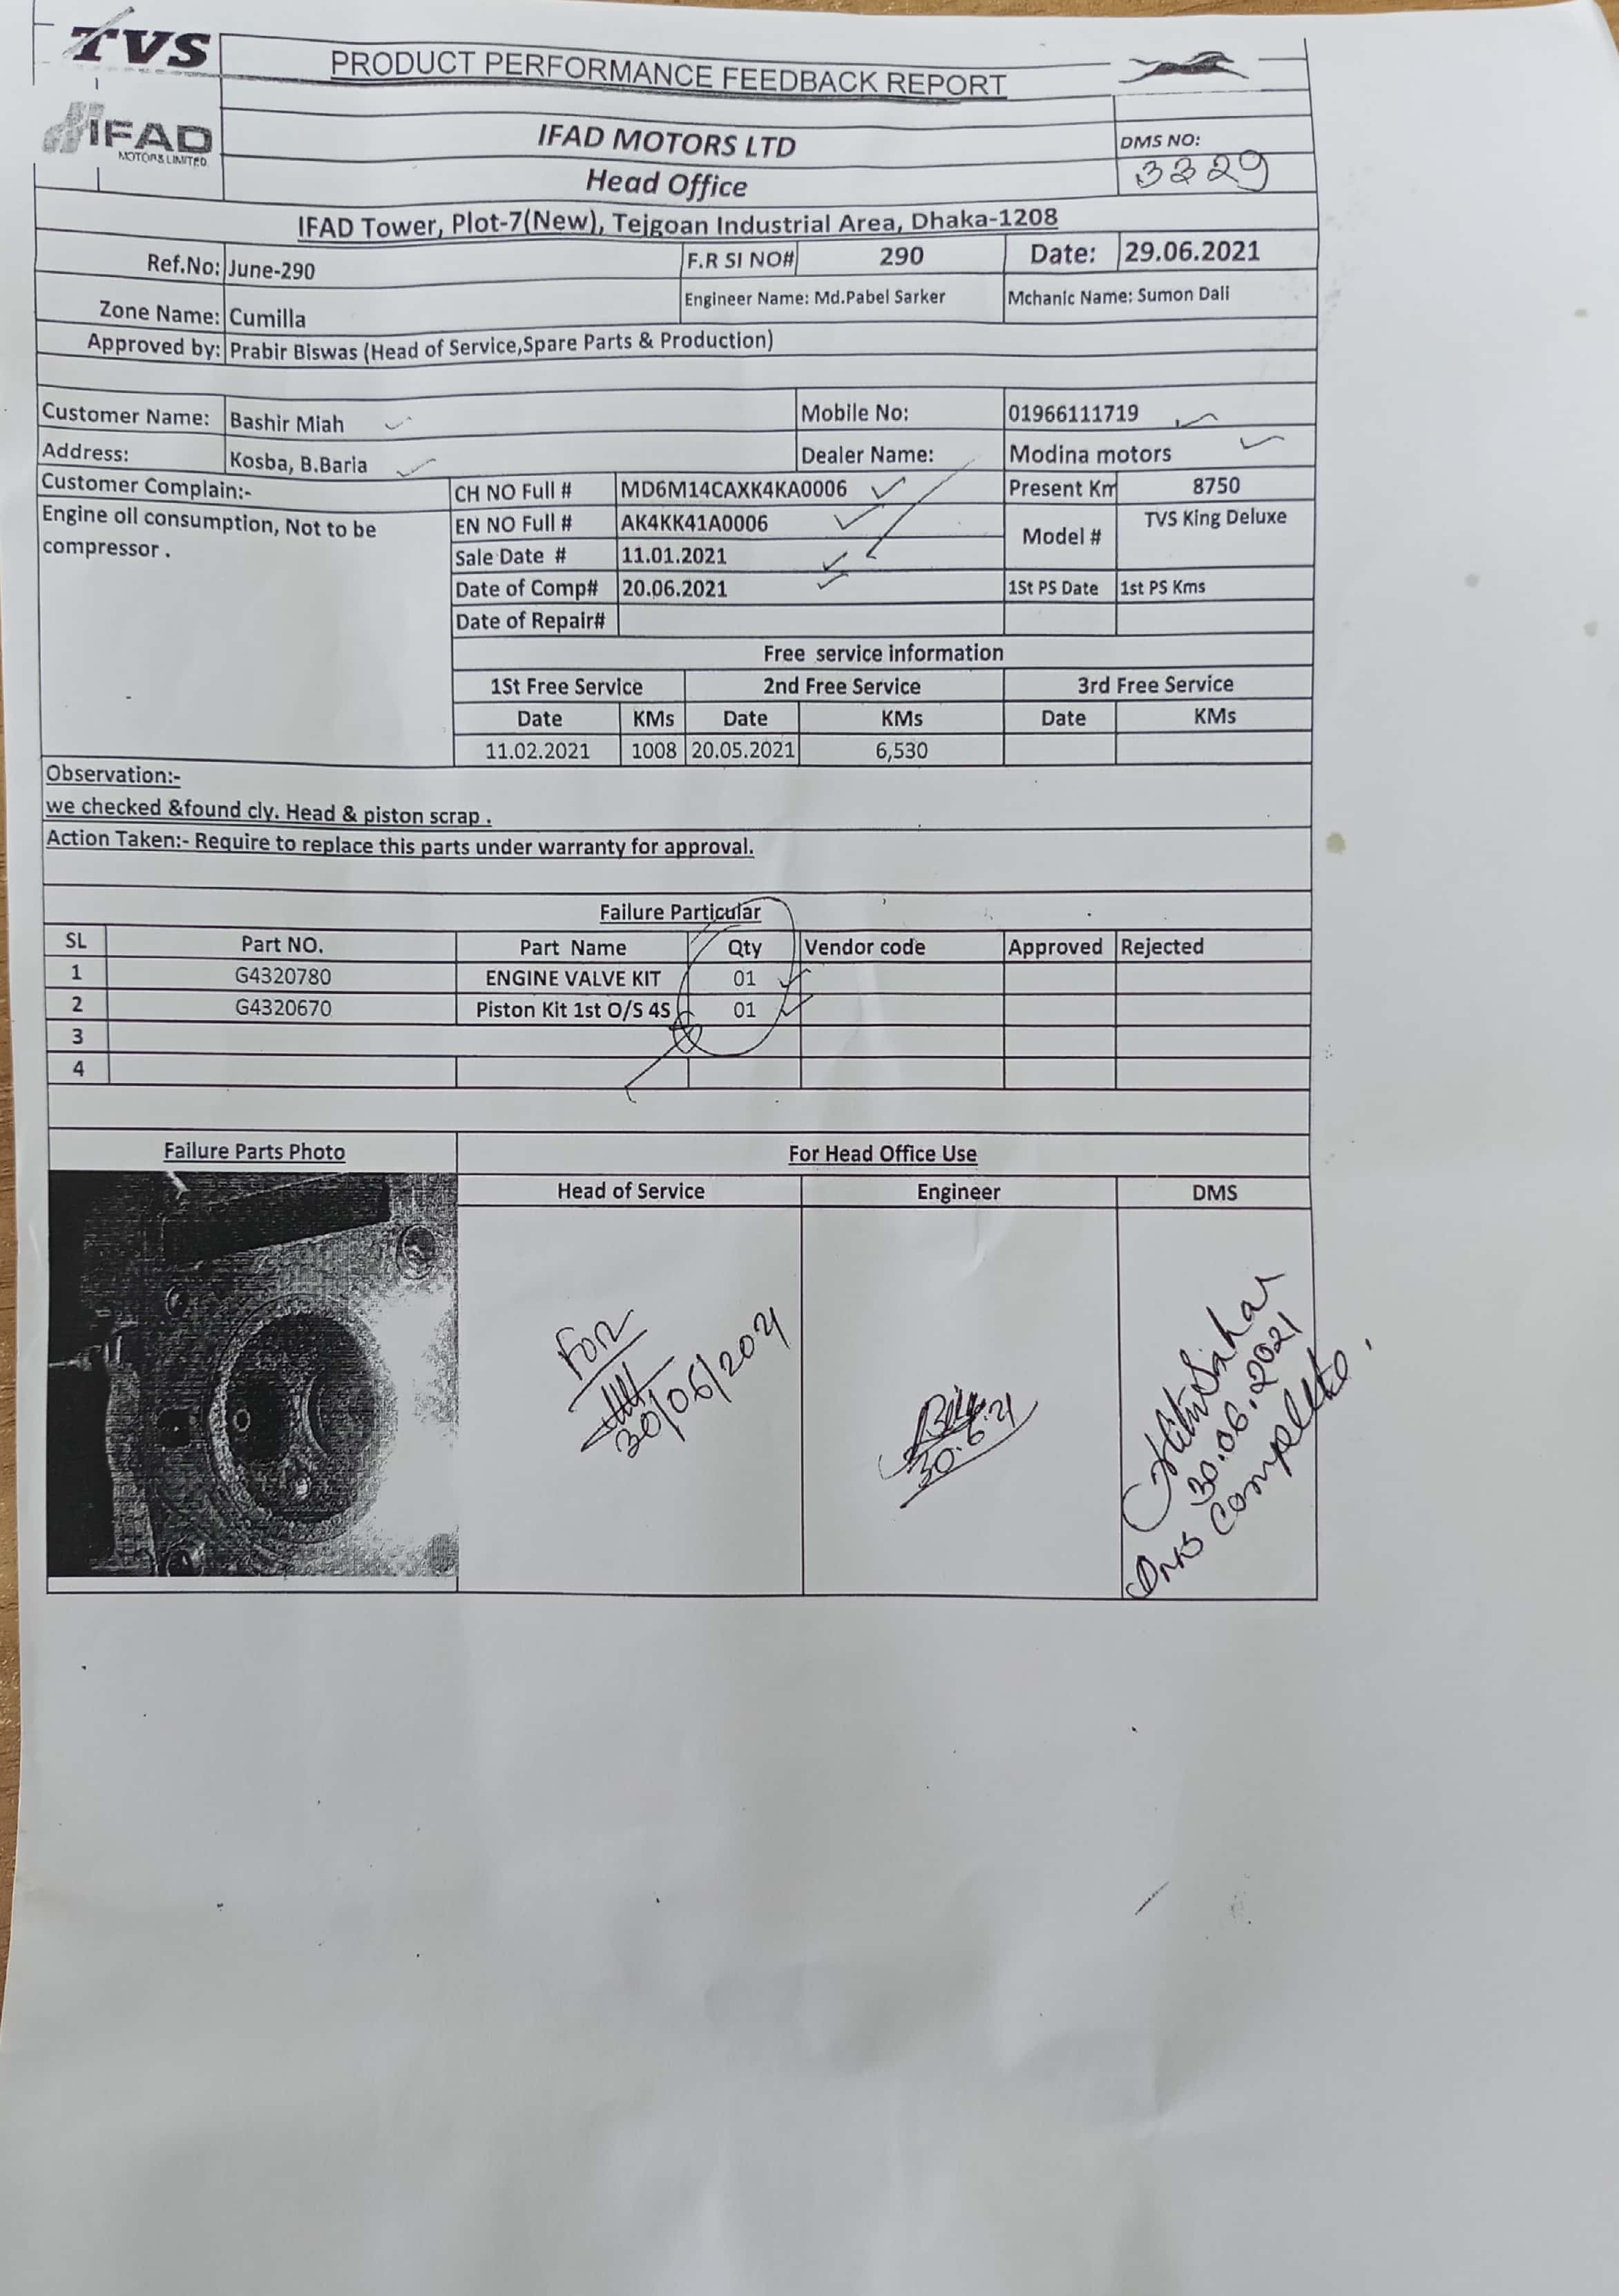 TVS
PRODUCT PERFORMANCE FEEDBACK REPORT
IFAD
MOTORS LIMITED
IFAD MOTORS LTD
DMS NO:
Head Office
3229
IFAD Tower, Plot-7(New), Tejgoan Industrial Area, Dhaka-1208
Ref.No: June-290 F.R SI NO# 290 Date: 29.06.2021
Zone Name: Cumilla Engineer Name: Md.Pabel Sarker Mchanic Name: Sumon Dali
Approved by: Prabir Biswas (Head of Service,Spare Parts & Production)
Customer Name: Bashir Miah Mobile No: 01966111719
Address: Kosba, B.Baria Dealer Name: Modina motors
Customer Complain:- CH NO Full # MD6M14CAXK4KA0006 Present Km 8750
Engine oil consumption, Not to be EN NO Full # AK4KK41A0006 Model # TVS King Deluxe
compressor . Sale Date # 11.01.2021
Date of Comp# 20.06.2021 1St PS Date 1st PS Kms
Date of Repair#
Free service information
1St Free Service 2nd Free Service 3rd Free Service
Date KMs Date KMs Date KMs
11.02.2021 1008 20.05.2021 6,530
Observation:-
we checked &found cly. Head & piston scrap .
Action Taken:- Require to replace this parts under warranty for approval.
Failure Particular
SL Part NO. Part Name Qty Vendor code Approved Rejected
1 G4320780 ENGINE VALVE KIT 01
2 G4320670 Piston Kit 1st O/S 4S 01
3
4
Failure Parts Photo For Head Office Use
Head of Service Engineer DMS
For
30/06/2021
30.6.21
30.06.2021
DMS Compelete.